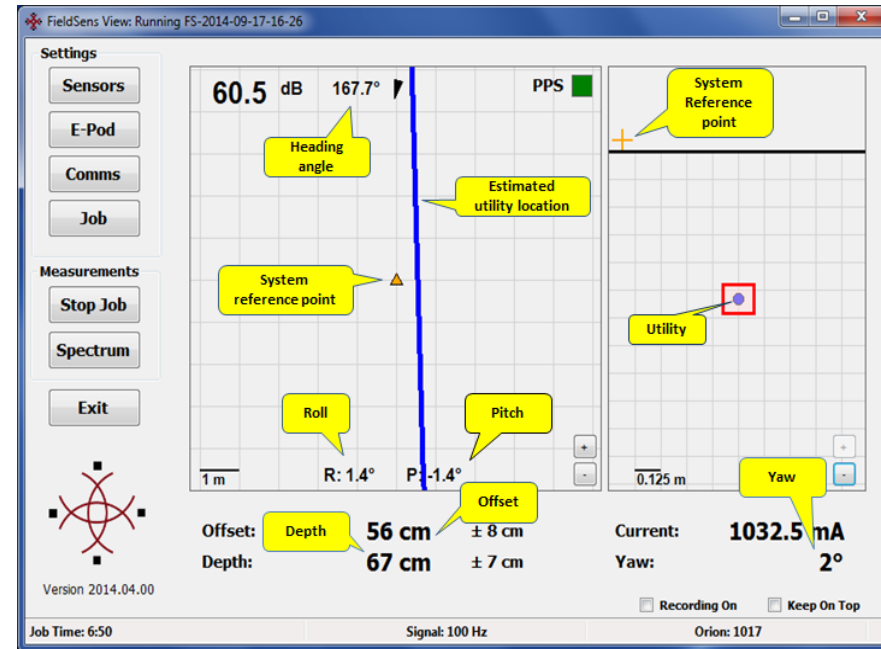 FieldSens View: Running FS-2014-09-17-16-26
Settings
Sensors
E-Pod
Comms
Job
Measurements
Stop Job
Spectrum
Exit
Version 2014.04.00
60.5 dB 167.7° PPS
Heading
angle
Estimated
utility location
System
reference point
Roll
Pitch
1 m R: 1.4° P: -1.4°
+
-
System
Reference
point
Utility
+
-
0.125 m
Yaw
Offset
Depth
Offset: 56 cm ± 8 cm
Depth: 67 cm ± 7 cm
Current: 1032.5 mA
Yaw: 2°
Recording On Keep On Top
Job Time: 6:50 Signal: 100 Hz Orion: 1017